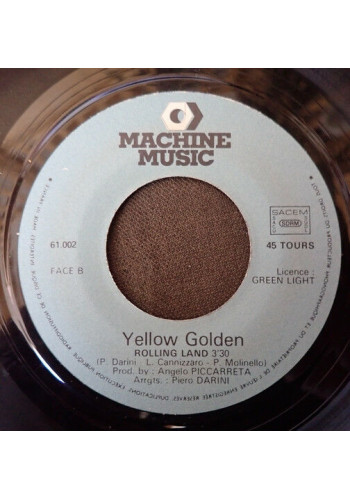 MACHINE
MUSIC
61.002
FACE B
SACEM
SDRM
45 TOURS
Licence :
GREEN LIGHT
Yellow Golden
ROLLING LAND 3'30
(P. Darini - L. Cannizzaro - P. Molinello)
Prod. by : Angelo PICCARRETA
Arrgts. : Piero DARINI